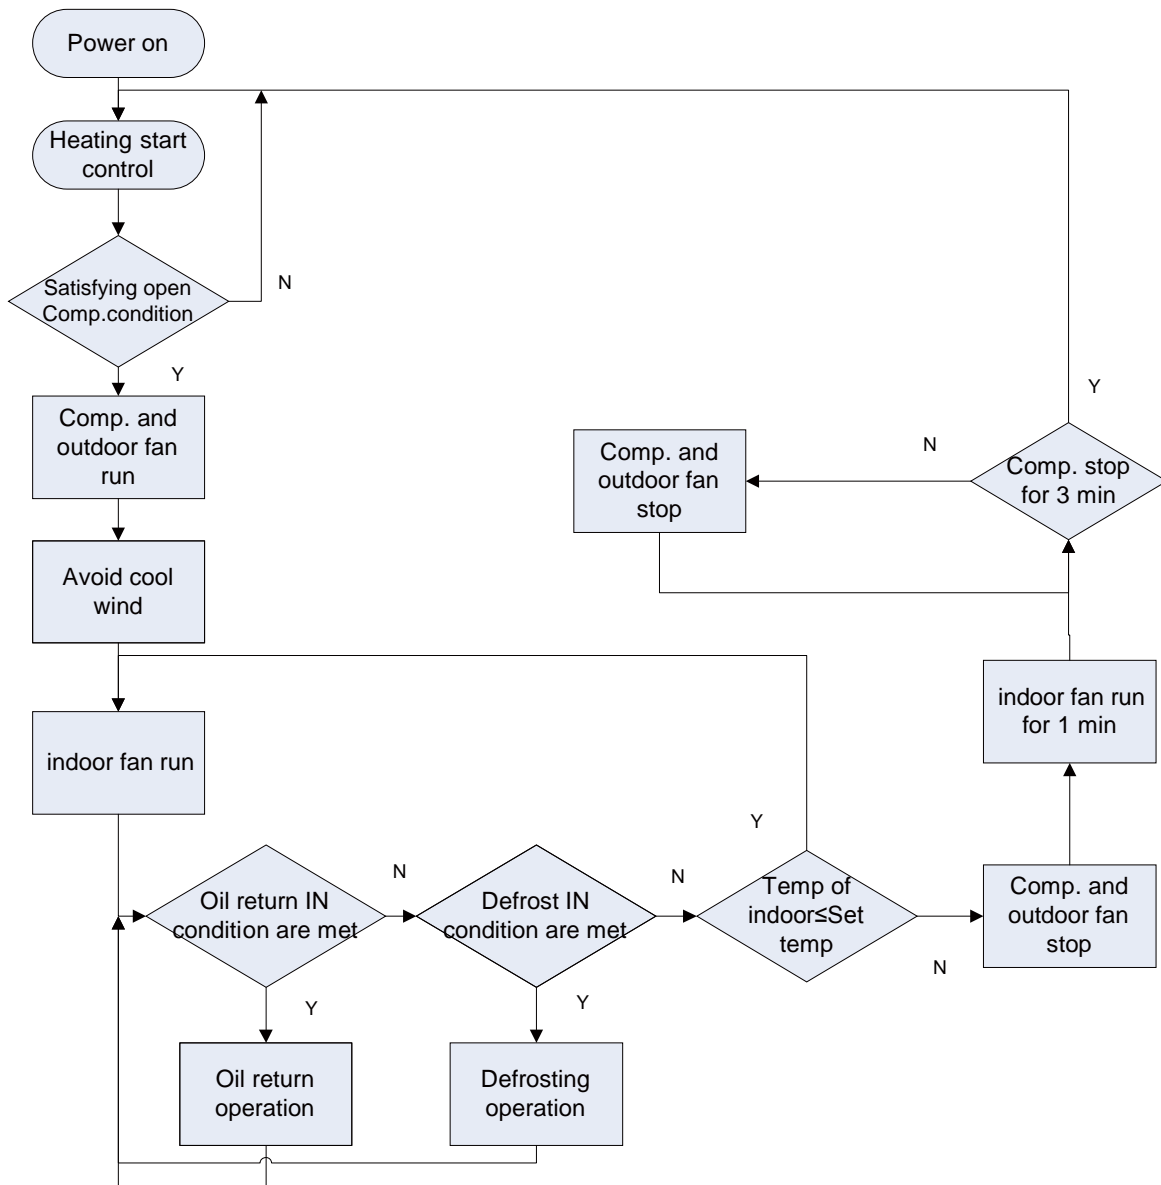 Power on
Heating start
control
Satisfying open
Comp.condition
N
Y
Comp. and
outdoor fan
run
Avoid cool
wind
indoor fan run
Oil return IN
condition are met
N
Y
Oil return
operation
Defrost IN
condition are met
N
Y
Defrosting
operation
Temp of
indoor≤Set
temp
Y
N
Comp. and
outdoor fan
stop
indoor fan run
for 1 min
Comp. stop
for 3 min
Y
N
Comp. and
outdoor fan
stop